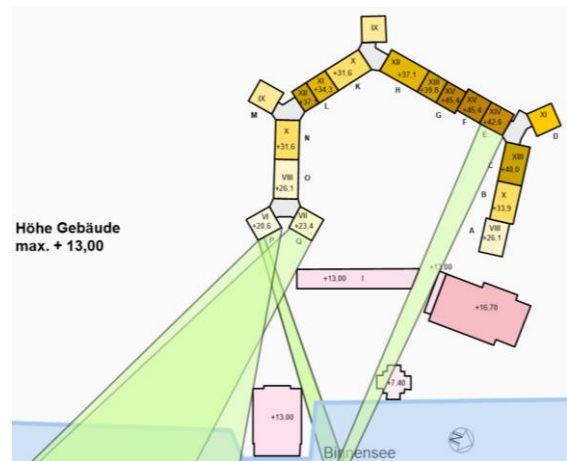 IX
X
+31,6
XII
+37,1
XI
+34,3
XII
+37
XIII
+39,8
XV
+45,4
XV
+45,4
XIV
+42,6
IX
M
L
K
H
G
F
E
XI
D
X
+31,6
N
XIII
+40,0
C
VIII
+26,1
O
B
X
+33,9
VI
+20,6
VII
+23,4
A
VIII
+26,1
P
Q
Höhe Gebäude
max. + 13,00
+13,00
I
+13,00
+16,70
+7,40
+13,00
Binnensee
N